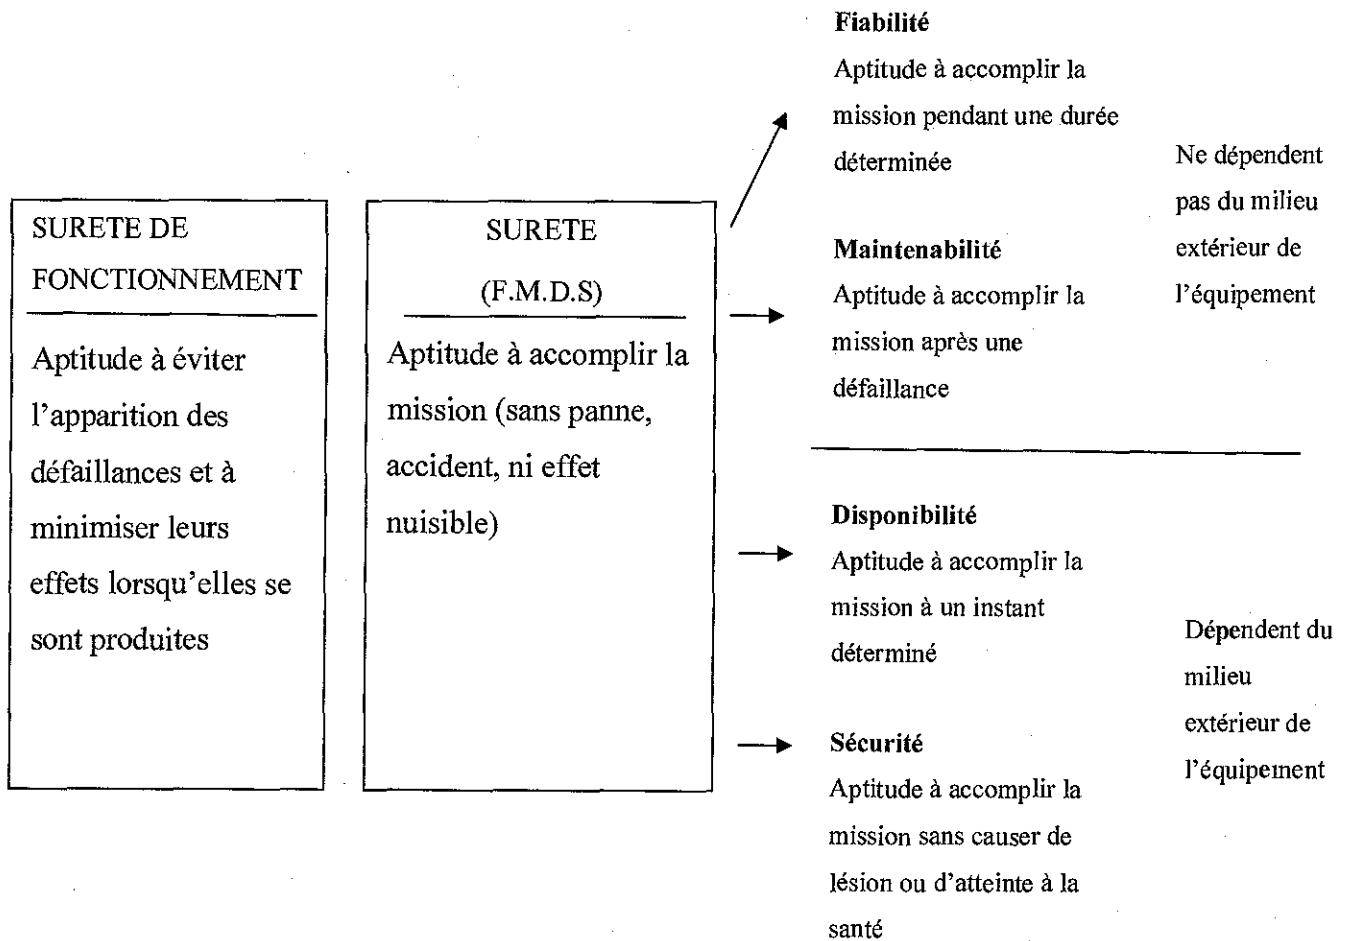 SURETE DE
FONCTIONNEMENT
Aptitude à éviter
l'apparition des
défaillances et à
minimiser leurs
effets lorsqu'elles se
sont produites
SURETE
(F.M.D.S)
Aptitude à accomplir la
mission (sans panne,
accident, ni effet
nuisible)
Fiabilité
Aptitude à accomplir la
mission pendant une durée
déterminée
Maintenabilité
Aptitude à accomplir la
mission après une
défaillance
Ne dépendent
pas du milieu
extérieur de
l'équipement
Disponibilité
Aptitude à accomplir la
mission à un instant
déterminé
Sécurité
Aptitude à accomplir la
mission sans causer de
lésion ou d'atteinte à la
santé
Dépendent du
milieu
extérieur de
l'équipement